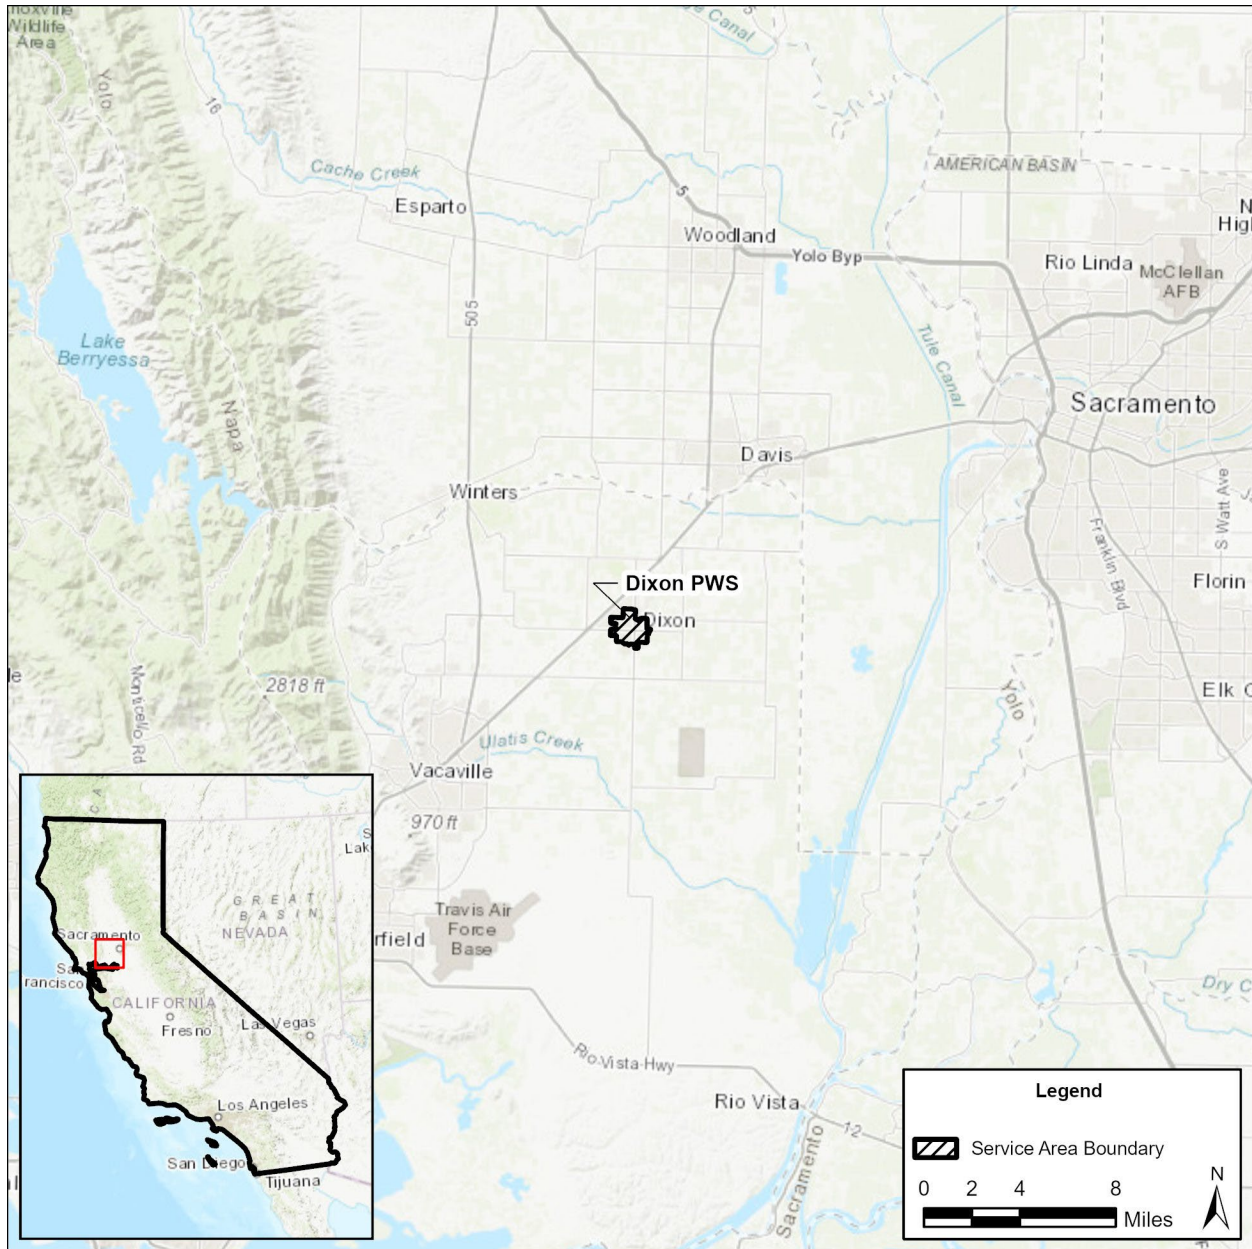 Wildlife
Area
Yolo
16
Canal
Cache Creek
Esparto
5
Woodland
Yolo Byp
AMERICAN BASIN
Rio Linda
McClellan
AFB
505
Lake
Berryessa
Tule Canal
Napa
Sacramento
Davis
Winters
S Watt Ave
Franklin Blvd
Florin
Dixon PWS
Dixon
Monticello Rd
2818 ft
Yolo
Elk
Ulatis Creek
Vacaville
970 ft
Travis Air
Force
Base
rfield
Rio Vista Hwy
Rio Vista
12
Sacramento
Dry C
GREAT
BASIN
NEVADA
Sacramento
San
rancisco
CALIFORNIA
Fresno
Las Vegas
Los Angeles
San Diego
Tijuana
Legend
Service Area Boundary
0 2 4 8
Miles
N